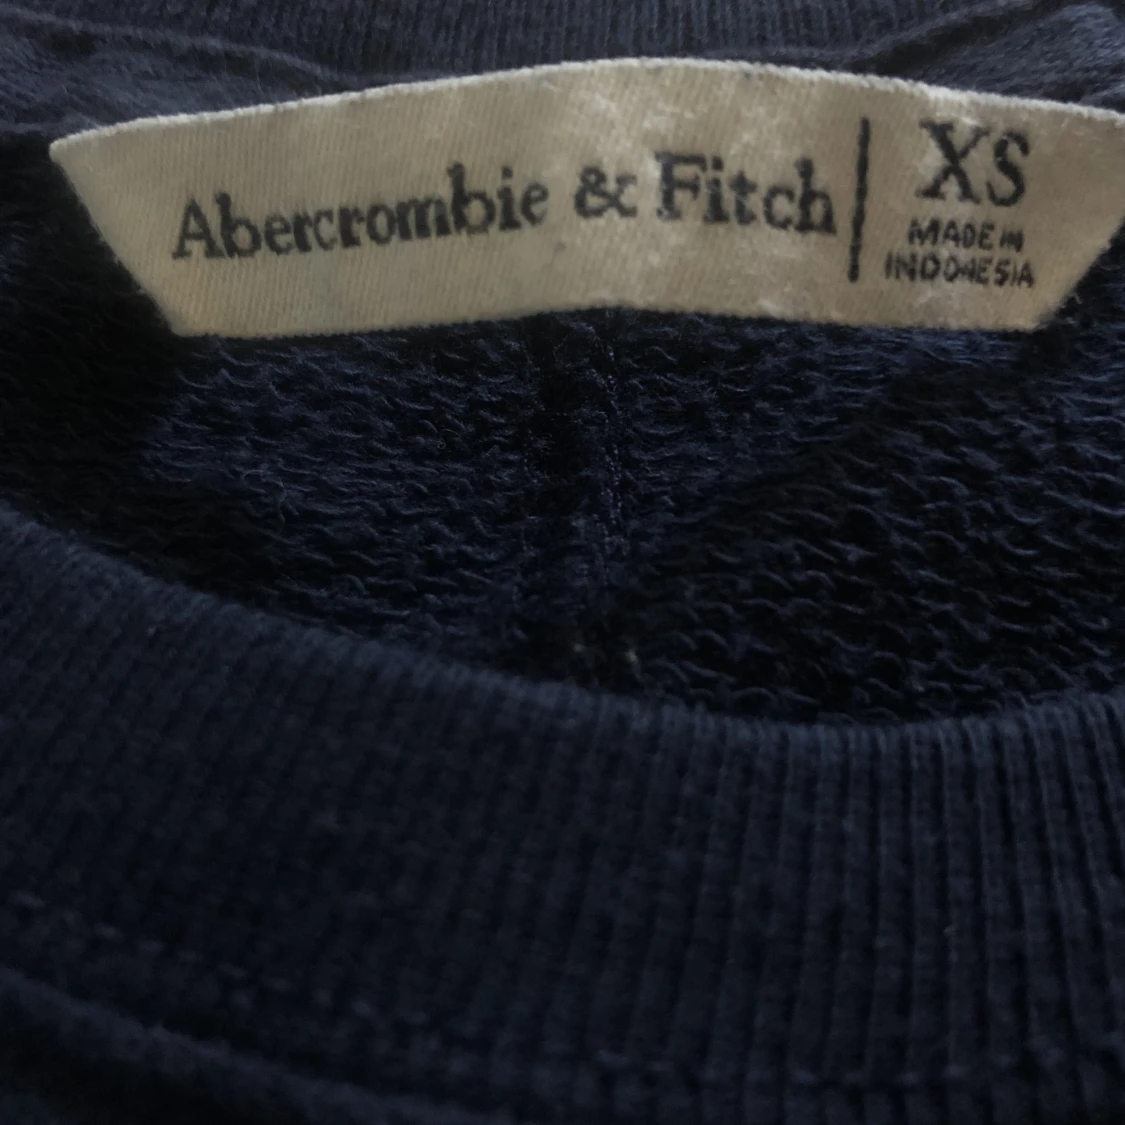 Abercrombie & Fitch
XS
MADE IN
INDONESIA